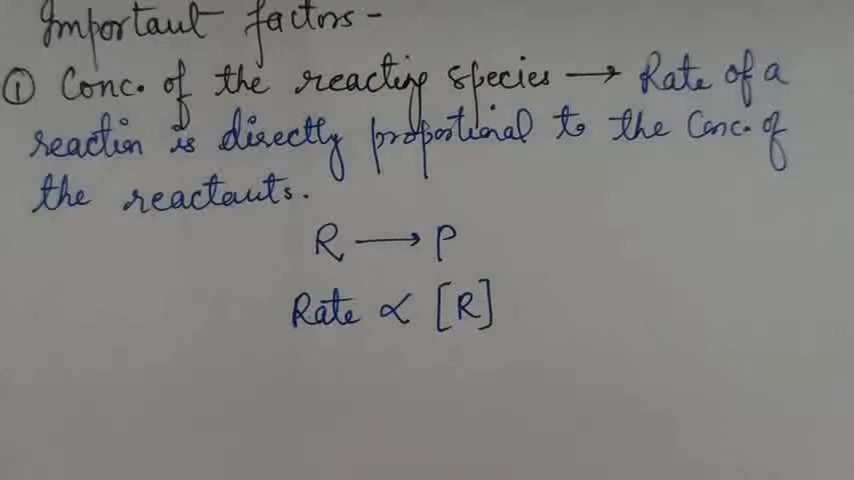 Important factors -
① Conc. of the reacting species → Rate of a
reaction is directly proportional to the Conc. of
the reactants.
R → P
Rate ∝ [R]